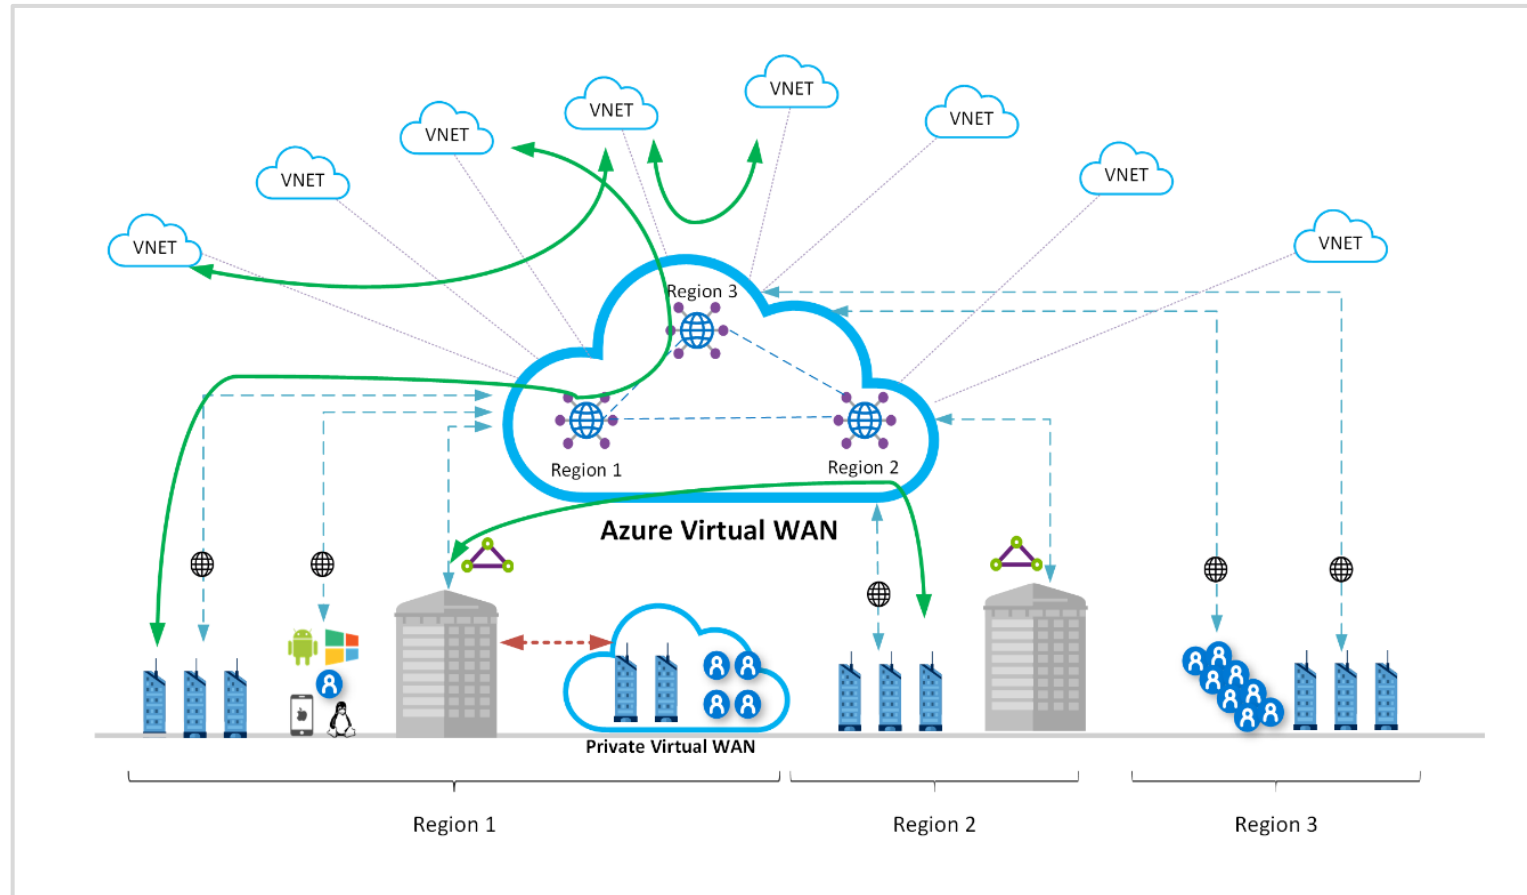 VNET
VNET
VNET
VNET
VNET
VNET
VNET
VNET
Region 3
Region 1
Region 2
Azure Virtual WAN
Private Virtual WAN
Region 1
Region 2
Region 3